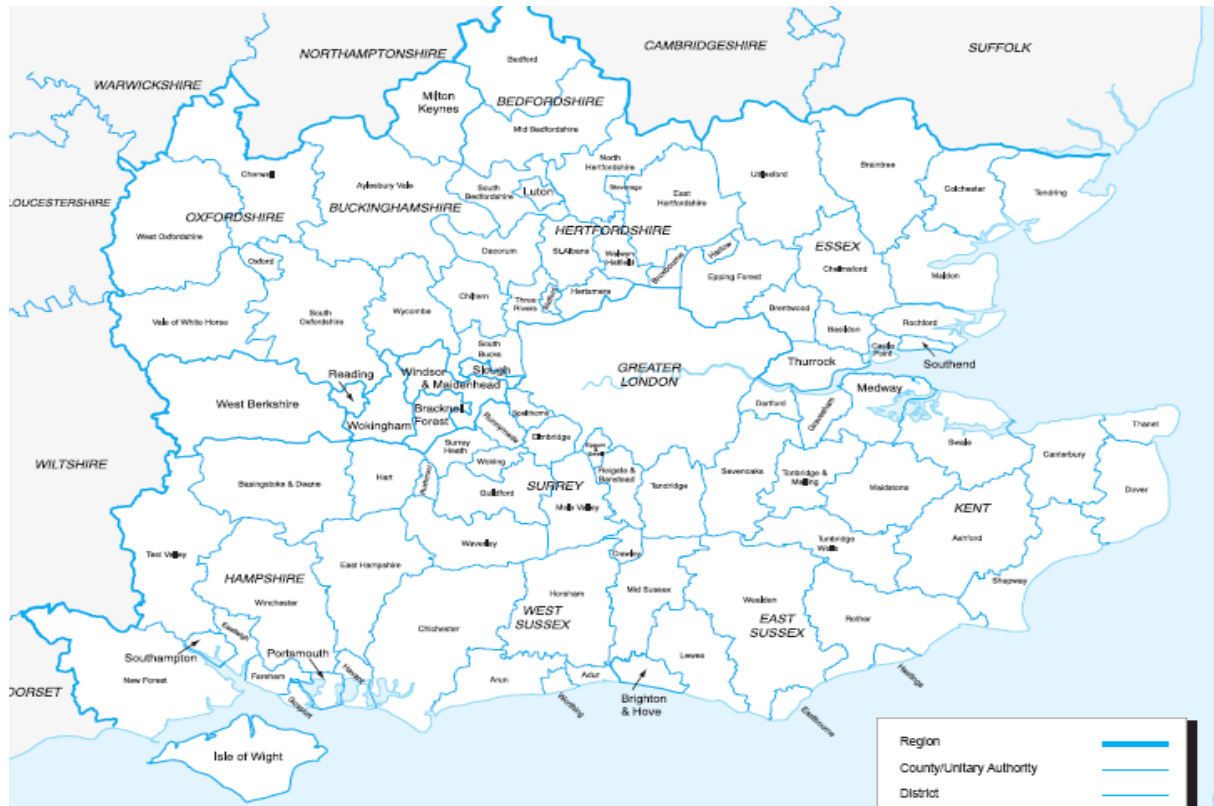 NORTHAMPTONSHIRE
CAMBRIDGESHIRE
SUFFOLK
WARWICKSHIRE
Bedford
Milton
Keynes
BEDFORDSHIRE
Mid Bedfordshire
Cherwell
Aylesbury Vale
South
Bedfordshire
Luton
North
Hertfordshire
Stevenage
East
Hertfordshire
Uttlesford
Braintree
Colchester
Tendring
LOUCESTERSHIRE
OXFORDSHIRE
BUCKINGHAMSHIRE
West Oxfordshire
Oxford
Dacorum
HERTFORDSHIRE
St.Albans
Welwyn
Hatfield
Broxbourne
Harlow
Epping Forest
ESSEX
Chelmsford
Maldon
Vale of White Horse
South
Oxfordshire
Wycombe
Chiltern
Three
Rivers
Watford
Hertsmere
Brentwood
Basildon
Rochford
Castle
Point
Southend
South
Bucks
Slough
GREATER
LONDON
Thurrock
Reading
Windsor
& Maidenhead
West Berkshire
Wokingham
Bracknell
Forest
Runnymede
Spelthorne
Elmbridge
Dartford
Gravesham
Medway
Swale
Thanet
Canterbury
Dover
WILTSHIRE
Basingstoke & Deane
Hart
Rushmoor
Surrey
Heath
Woking
Guildford
SURREY
Mole Valley
Epsom
& Ewell
Reigate &
Banstead
Tandridge
Sevenoaks
Tonbridge &
Malling
Maidstone
KENT
Ashford
Test Valley
East Hampshire
Waverley
Crawley
Tunbridge
Wells
Shepway
HAMPSHIRE
Winchester
Chichester
WEST
SUSSEX
Horsham
Mid Sussex
Wealden
EAST
SUSSEX
Rother
Lewes
Eastleigh
Southampton
New Forest
Portsmouth
Fareham
Gosport
Havant
Arun
Worthing
Adur
Brighton
& Hove
Eastbourne
Hastings
DORSET
Isle of Wight
Region
County/Unitary Authority
District